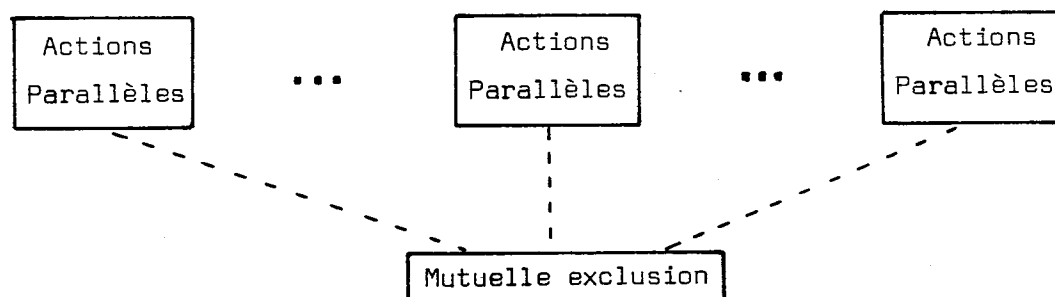 Actions
Parallèles
...
Actions
Parallèles
...
Actions
Parallèles
Mutuelle exclusion